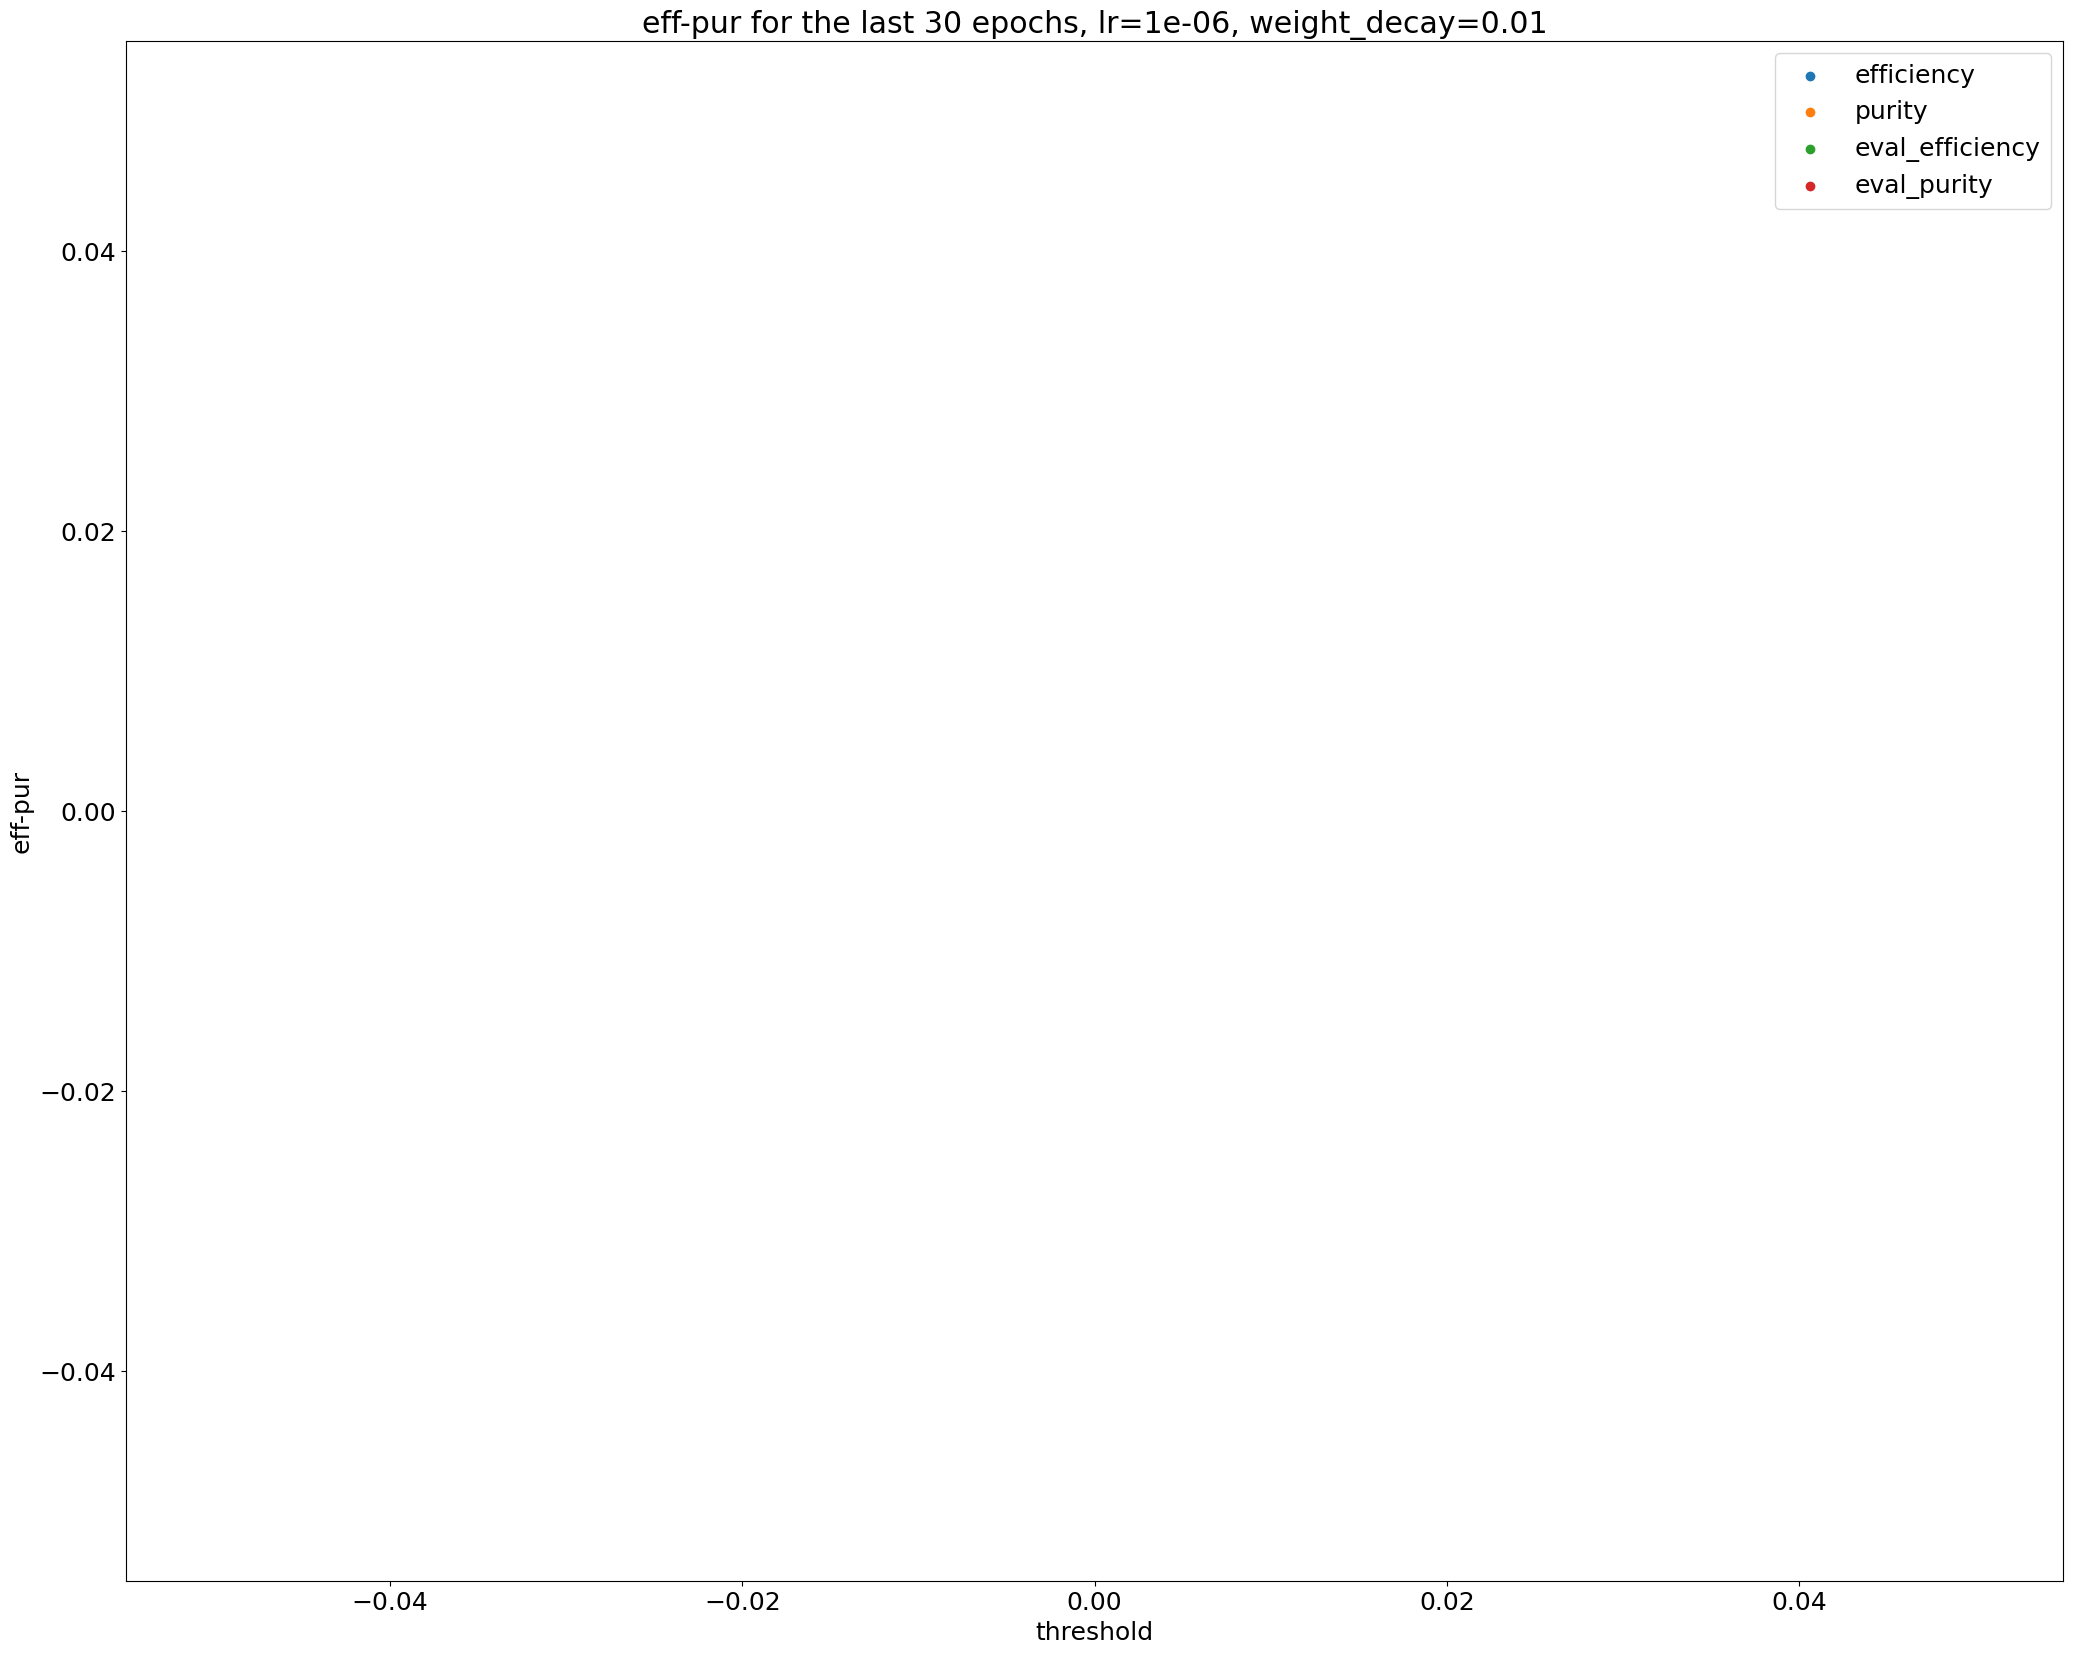 eff-pur for the last 30 epochs, lr=1e-06, weight_decay=0.01
efficiency
purity
eval_efficiency
eval_purity
0.04
0.02
0.00
−0.02
−0.04
eff-pur
−0.04
−0.02
0.00
0.02
0.04
threshold